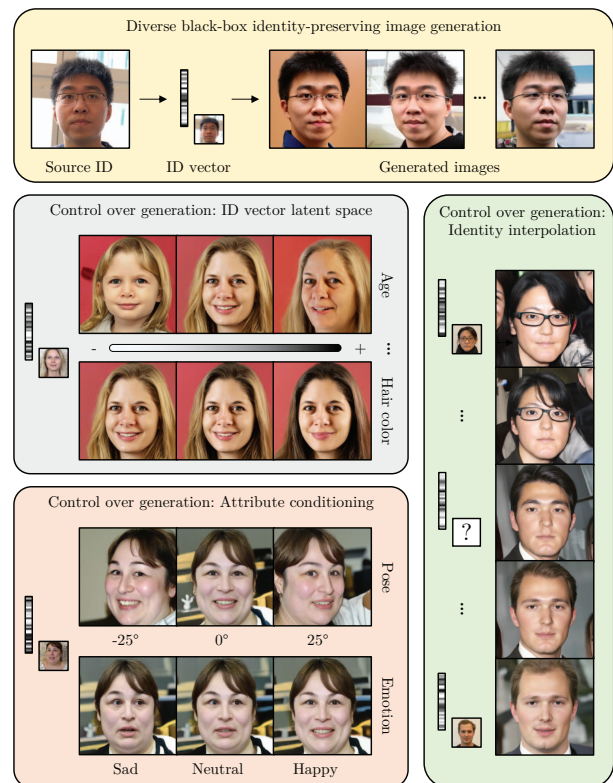 Diverse black-box identity-preserving image generation
...
Source ID
ID vector
Generated images
Control over generation: ID vector latent space
Age
- +
...
Hair color
Control over generation: Attribute conditioning
Pose
-25° 0° 25°
Emotion
Sad Neutral Happy
Control over generation:
Identity interpolation
...
?
...